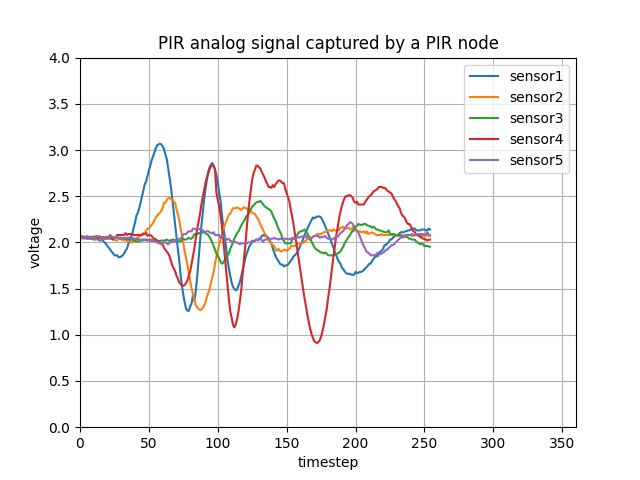 PIR analog signal captured by a PIR node
4.0
3.5
3.0
2.5
2.0
1.5
1.0
0.5
0.0
voltage
sensor1
sensor2
sensor3
sensor4
sensor5
0 50 100 150 200 250 300 350
timestep